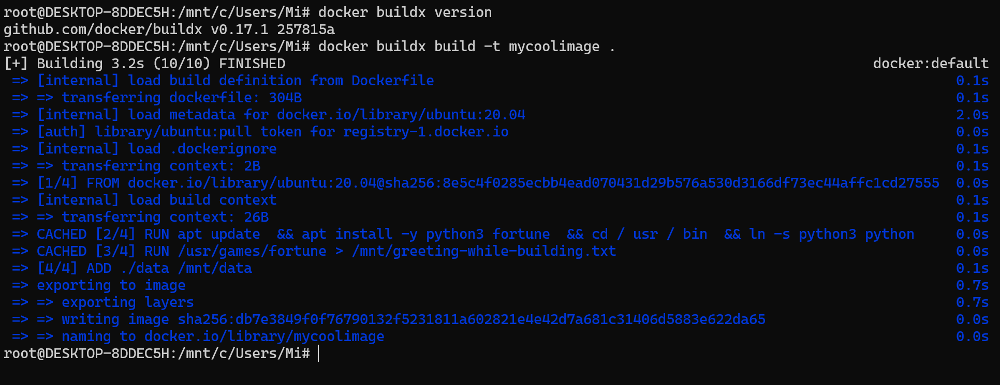 root@DESKTOP-8DDEC5H:/mnt/c/Users/Mi# docker buildx version
github.com/docker/buildx v0.17.1 257815a
root@DESKTOP-8DDEC5H:/mnt/c/Users/Mi# docker buildx build -t mycoolimage .
[+] Building 3.2s (10/10) FINISHED docker:default
=> [internal] load build definition from Dockerfile 0.1s
=> => transferring dockerfile: 304B 0.1s
=> [internal] load metadata for docker.io/library/ubuntu:20.04 2.0s
=> [auth] library/ubuntu:pull token for registry-1.docker.io 0.0s
=> [internal] load .dockerignore 0.1s
=> => transferring context: 2B 0.1s
=> [1/4] FROM docker.io/library/ubuntu:20.04@sha256:8e5c4f0285ecbb4ead070431d29b576a530d3166df73ec44affc1cd27555 0.0s
=> [internal] load build context 0.1s
=> => transferring context: 26B 0.1s
=> CACHED [2/4] RUN apt update  && apt install -y python3 fortune  && cd / usr / bin  && ln -s python3 python 0.0s
=> CACHED [3/4] RUN /usr/games/fortune > /mnt/greeting-while-building.txt 0.0s
=> [4/4] ADD ./data /mnt/data 0.1s
=> exporting to image 0.7s
=> => exporting layers 0.7s
=> => writing image sha256:db7e3849f0f76790132f5231811a602821e4e42d7a681c31406d5883e622da65 0.0s
=> => naming to docker.io/library/mycoolimage 0.0s
root@DESKTOP-8DDEC5H:/mnt/c/Users/Mi#